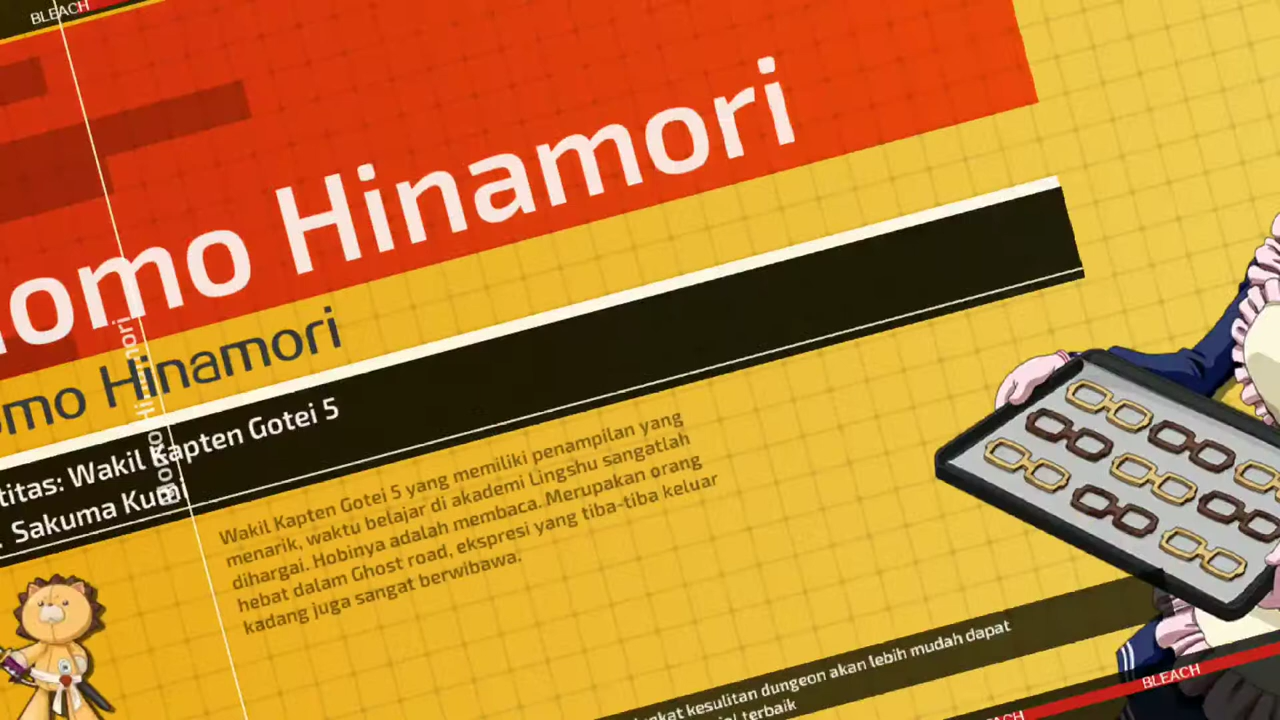 BLEACH
omo Hinamori
omo Hinamori
Hinamori
titas: Wakil Kapten Gotei 5
Sakuma Kumi
Wakil Kapten Gotei 5 yang memiliki penampilan yang
menarik, waktu belajar di akademi Lingshu sangatlah
dihargai. Hobinya adalah membaca. Merupakan orang
hebat dalam Ghost road, ekspresi yang tiba-tiba keluar
kadang juga sangat berwibawa.
ngkat kesulitan dungeon akan lebih mudah dapat
terbaik
BLEACH
EACH